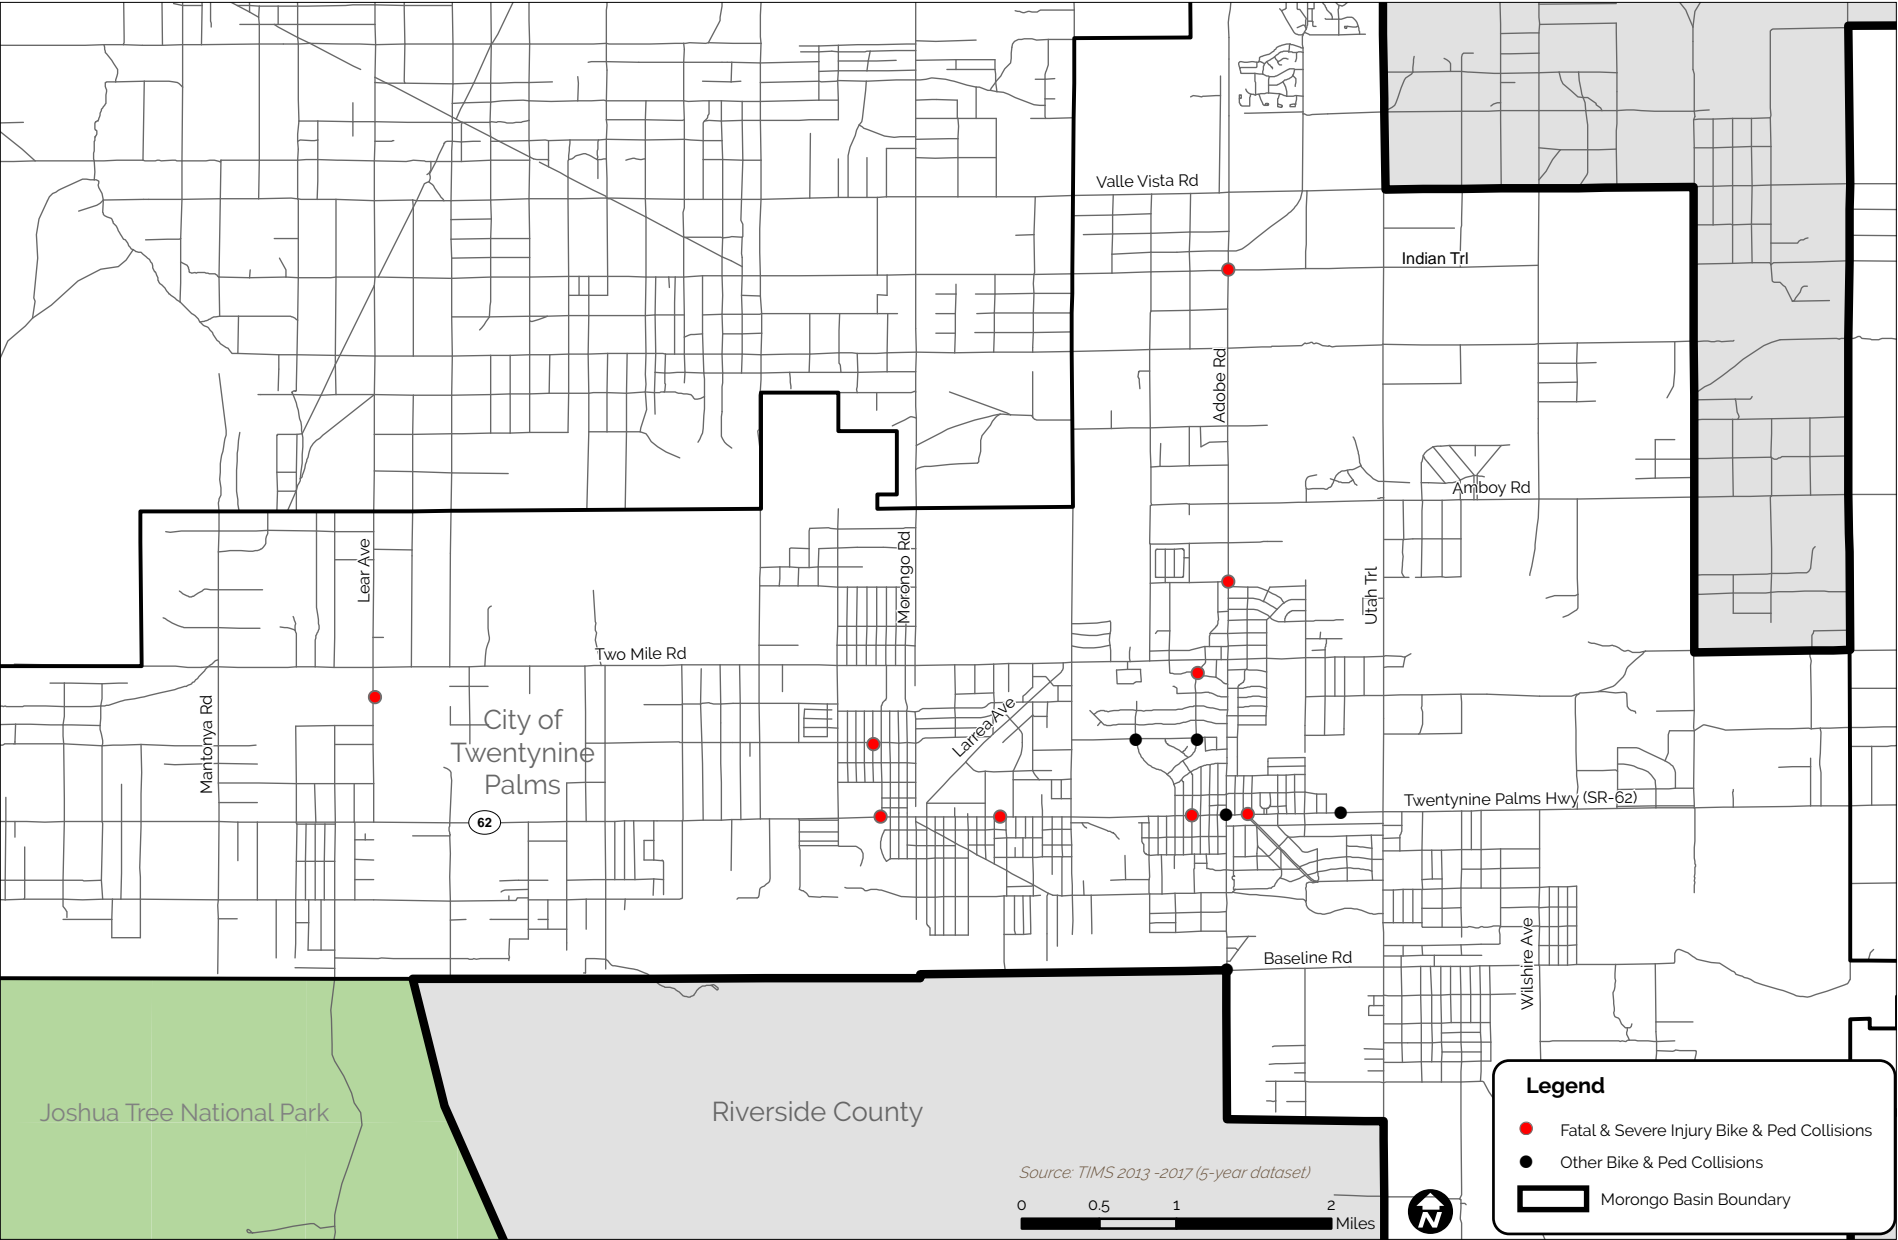 Valle Vista Rd
Indian Trl
Adobe Rd
Amboy Rd
Lear Ave
Morongo Rd
Utah Trl
Two Mile Rd
Mantonya Rd
City of
Twentynine
Palms
Larrea Ave
62
Twentynine Palms Hwy (SR-62)
Wilshire Ave
Baseline Rd
Joshua Tree National Park
Riverside County
Source: TIMS 2013 -2017 (5-year dataset)
0 0.5 1 2
Miles
N
Legend
Fatal & Severe Injury Bike & Ped Collisions
Other Bike & Ped Collisions
Morongo Basin Boundary